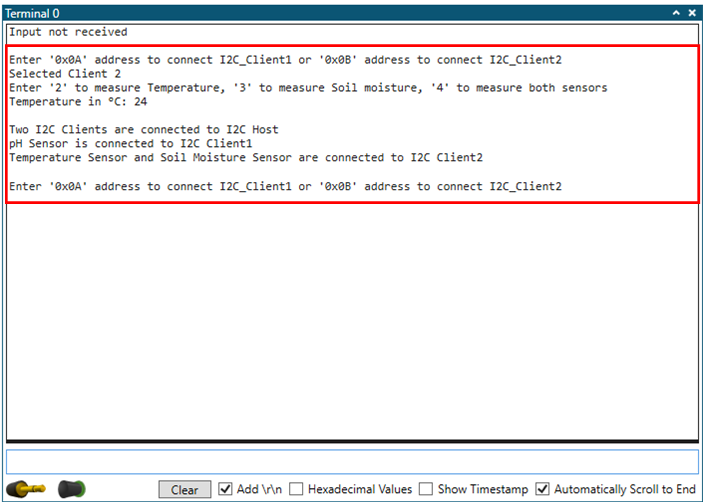 Terminal 0
Input not received
Enter '0x0A' address to connect I2C_Client1 or '0x0B' address to connect I2C_Client2
Selected Client 2
Enter '2' to measure Temperature, '3' to measure Soil moisture, '4' to measure both sensors
Temperature in °C: 24
Two I2C Clients are connected to I2C Host
pH Sensor is connected to I2C Client1
Temperature Sensor and Soil Moisture Sensor are connected to I2C Client2
Enter '0x0A' address to connect I2C_Client1 or '0x0B' address to connect I2C_Client2
Clear Add \r\n Hexadecimal Values Show Timestamp Automatically Scroll to End